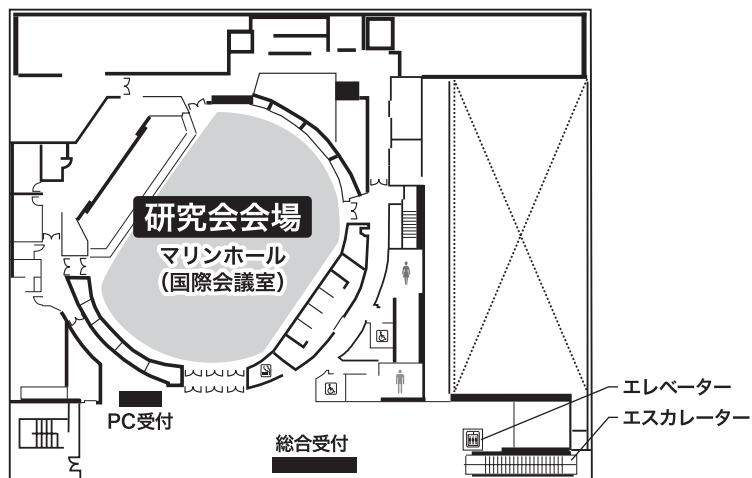 研究会会場
マリンホール
（国際会議室）
エレベーター
エスカレーター
PC受付
総合受付